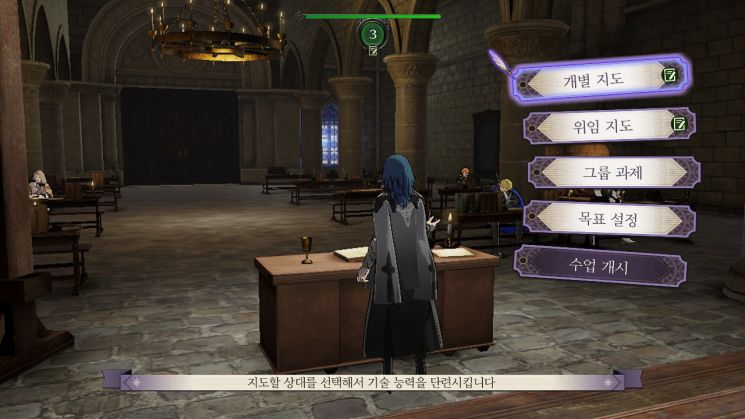 3
개별 지도
위임 지도
그룹 과제
목표 설정
수업 개시
지도할 상대를 선택해서 기술 능력을 단련시킵니다